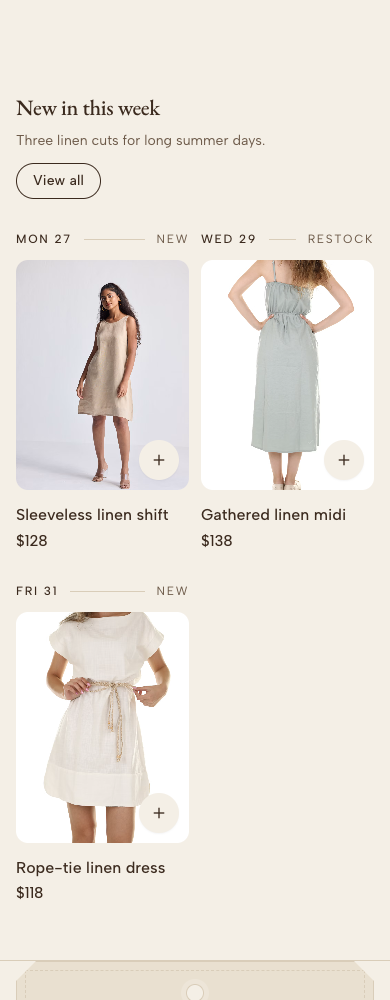 New in this week
Three linen cuts for long summer days.
View all
MON 27 NEW
WED 29 RESTOCK
Sleeveless linen shift
$128
Gathered linen midi
$138
FRI 31 NEW
Rope-tie linen dress
$118